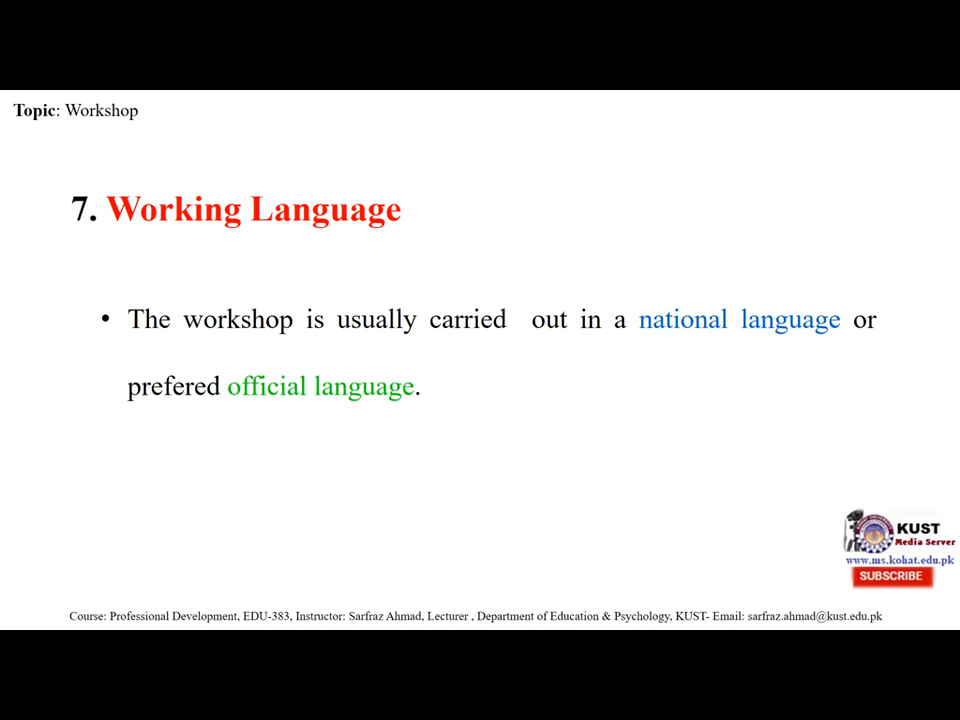 Topic: Workshop
7. Working Language
• The workshop is usually carried out in a national language or
prefered official language.
KUST
Media Server
www.ms.kohat.edu.pk
SUBSCRIBE
Course: Professional Development, EDU-383, Instructor: Sarfraz Ahmad, Lecturer , Department of Education & Psychology, KUST- Email: sarfraz.ahmad@kust.edu.pk